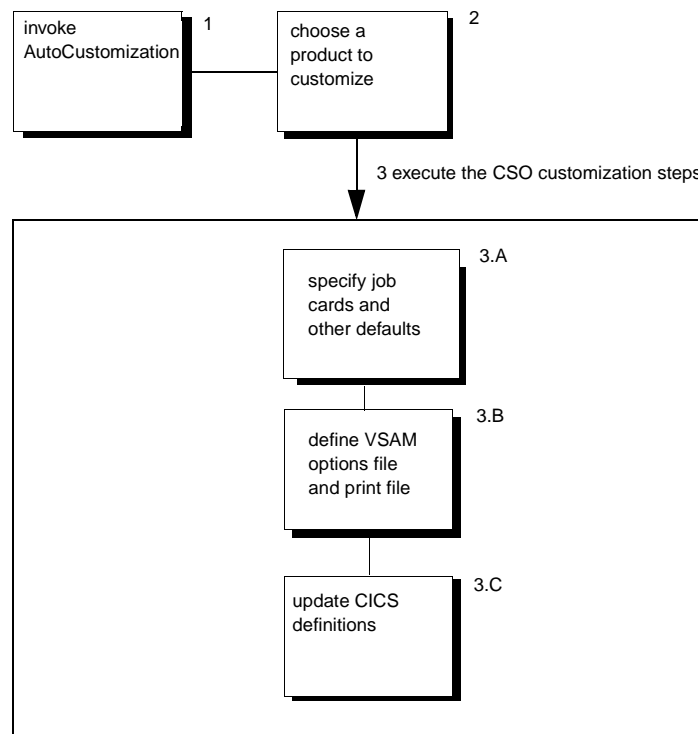 invoke
AutoCustomization
1
choose a
product to
customize
2
3 execute the CSO customization steps
3.A
specify job
cards and
other defaults
3.B
define VSAM
options file
and print file
3.C
update CICS
definitions